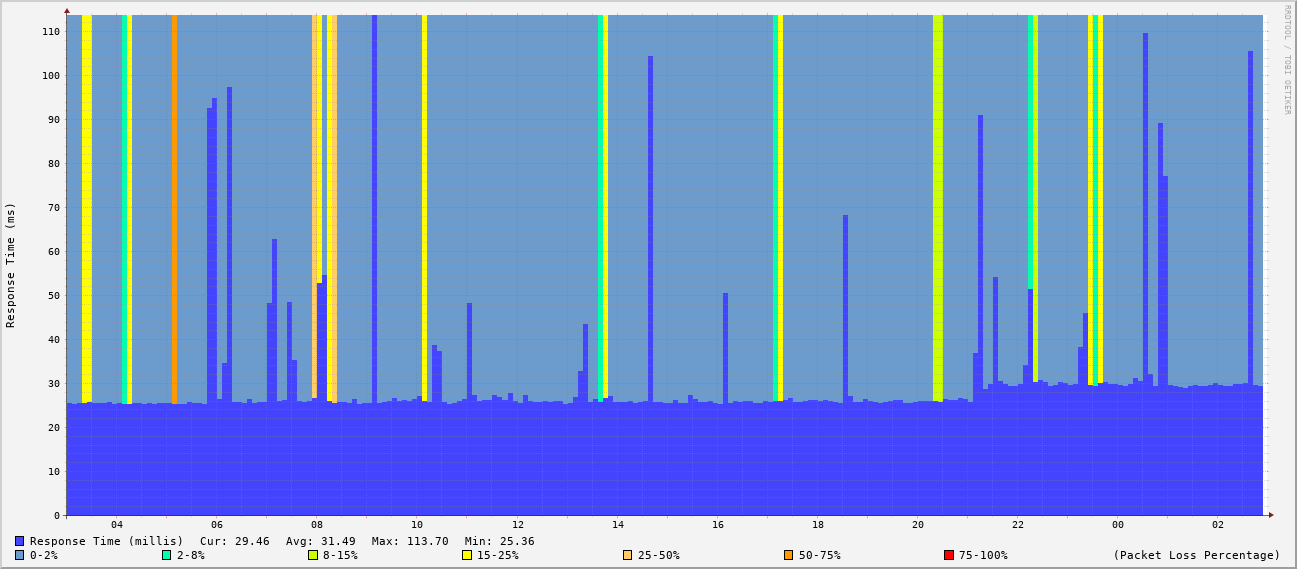 RRDTOOL / TOBI OETIKER
Response Time (ms)
110
100
90
80
70
60
50
40
30
20
10
0
04 06 08 10 12 14 16 18 20 22 00 02
Response Time (millis) Cur: 29.46 Avg: 31.49 Max: 113.70 Min: 25.36
0-2% 2-8% 8-15% 15-25% 25-50% 50-75% 75-100% (Packet Loss Percentage)